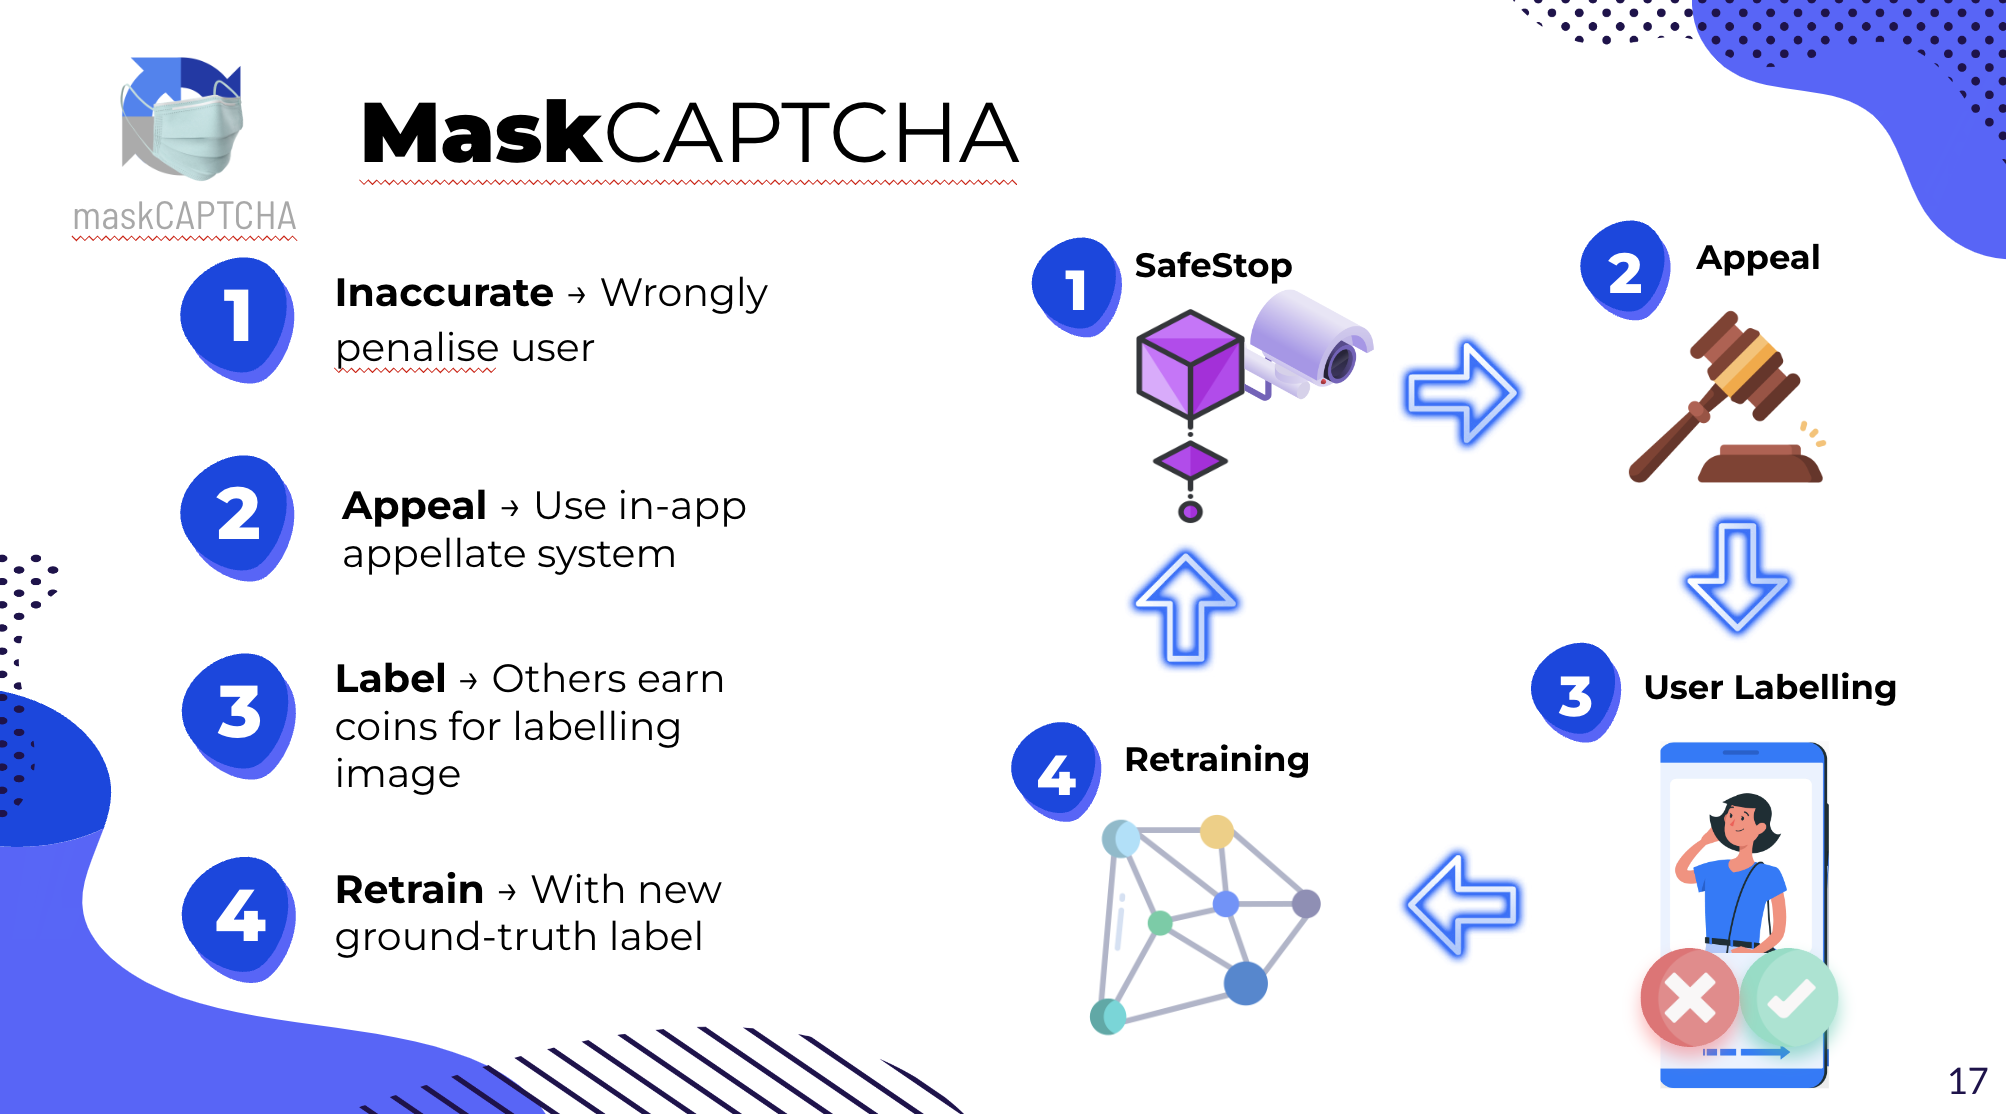 MaskCAPTCHA
maskCAPTCHA
1
Inaccurate → Wrongly
penalise user
2
Appeal → Use in-app
appellate system
3
Label → Others earn
coins for labelling
image
4
Retrain → With new
ground-truth label
1
SafeStop
2
Appeal
3
User Labelling
4
Retraining
17